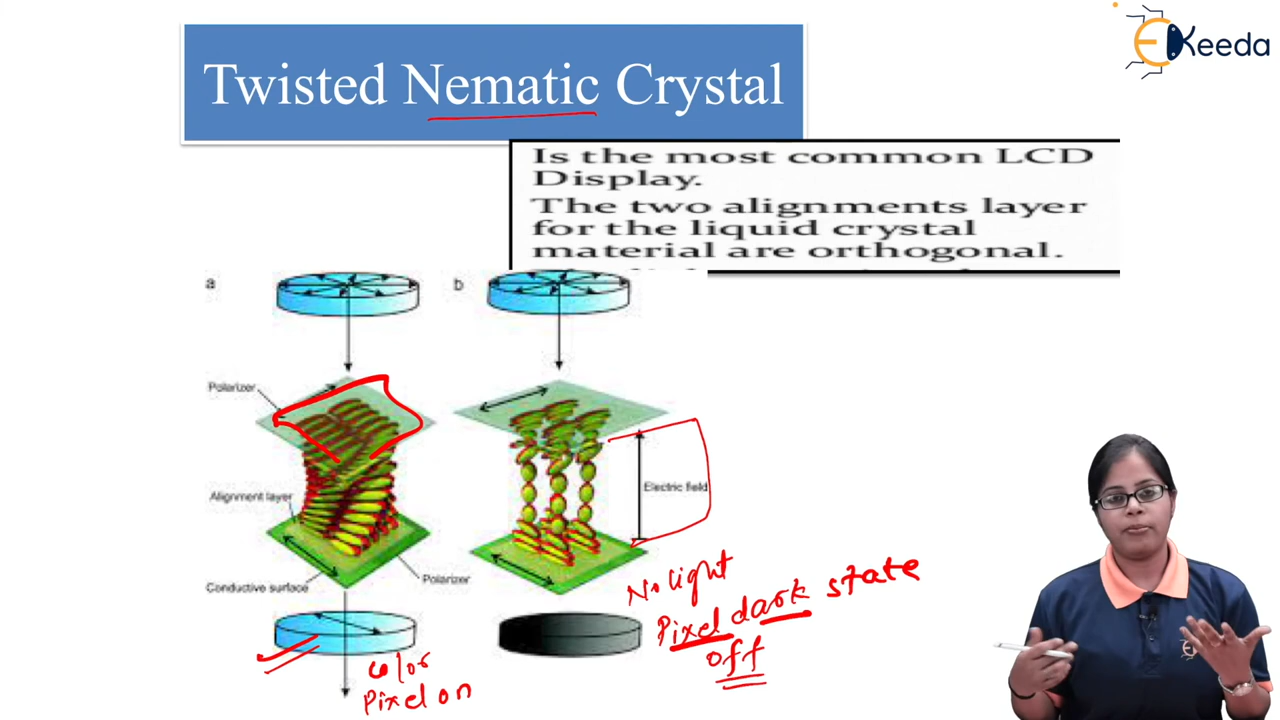 EKeeda
Twisted Nematic Crystal
Is the most common LCD
Display.
The two alignments layer
for the liquid crystal
material are orthogonal.
a
b
Polarizer
Alignment layer
Electric field
Conductive surface
Polarizer
No light
Pixel dark state
off
color
Pixel on